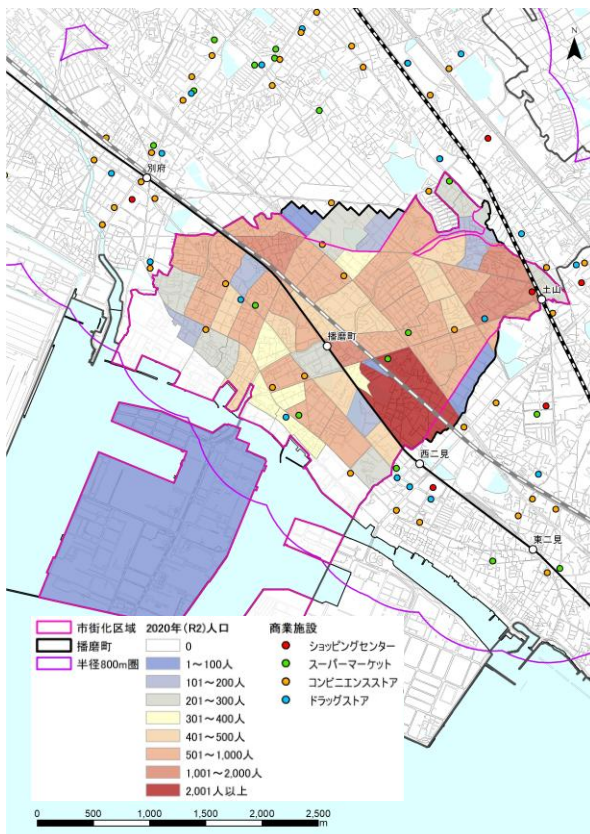 N
別府
土山
播磨町
西二見
東二見
市街化区域
播磨町
半径800m圏
2020年(R2)人口
0
1~100人
101~200人
201~300人
301~400人
401~500人
501~1,000人
1,001~2,000人
2,001人以上
商業施設
ショッピングセンター
スーパーマーケット
コンビニエンスストア
ドラッグストア
0 500 1,000 1,500 2,000 2,500
m